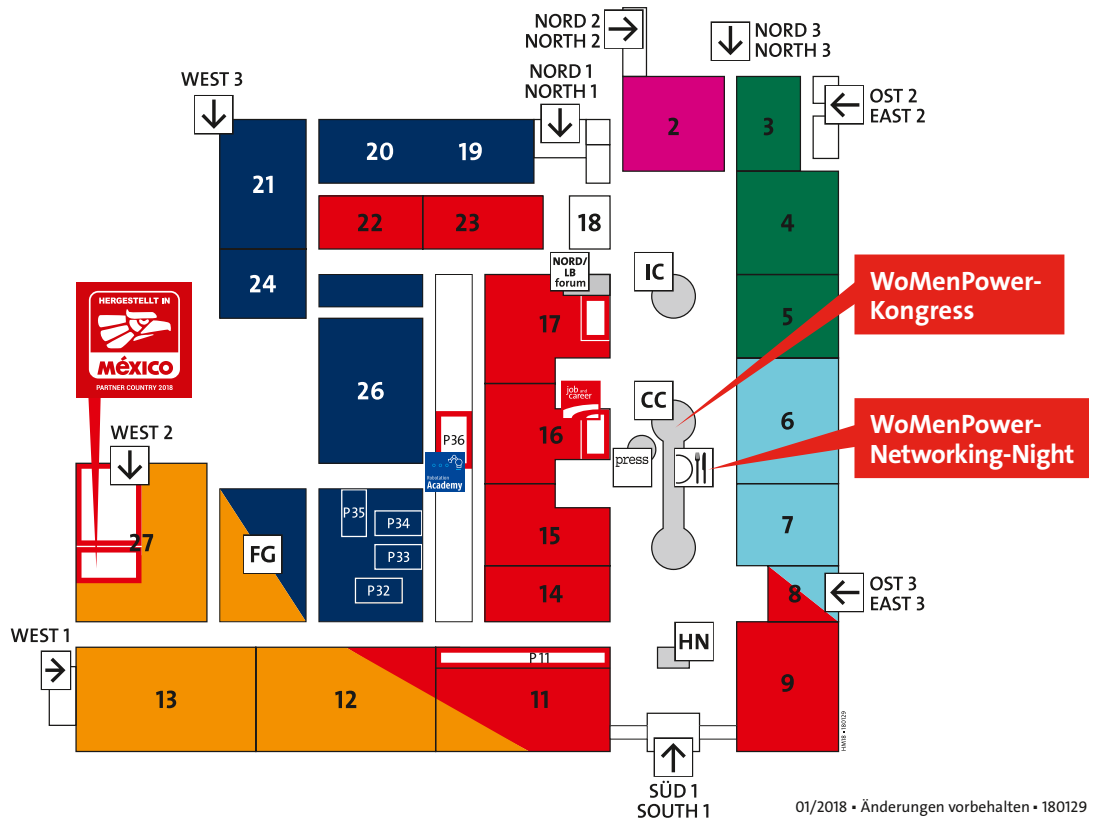 NORD 2
NORTH 2
NORD 3
NORTH 3
WEST 3
NORD 1
NORTH 1
OST 2
EAST 2
2
3
20
19
21
22
23
18
4
NORD/
LB
forum
IC
24
WoMenPower-
Kongress
HERGESTELLT IN
méxico
PARTNER COUNTRY 2018
17
5
26
job and
career
CC
6
WoMenPower-
Networking-Night
WEST 2
P36
16
press
Robotation
Academy
27
FG
P35
P34
P33
P32
15
7
14
8
OST 3
EAST 3
WEST 1
HN
P11
13
12
11
9
HM18 ▪ 180129
SÜD 1
SOUTH 1
01/2018 ▪ Änderungen vorbehalten ▪ 180129